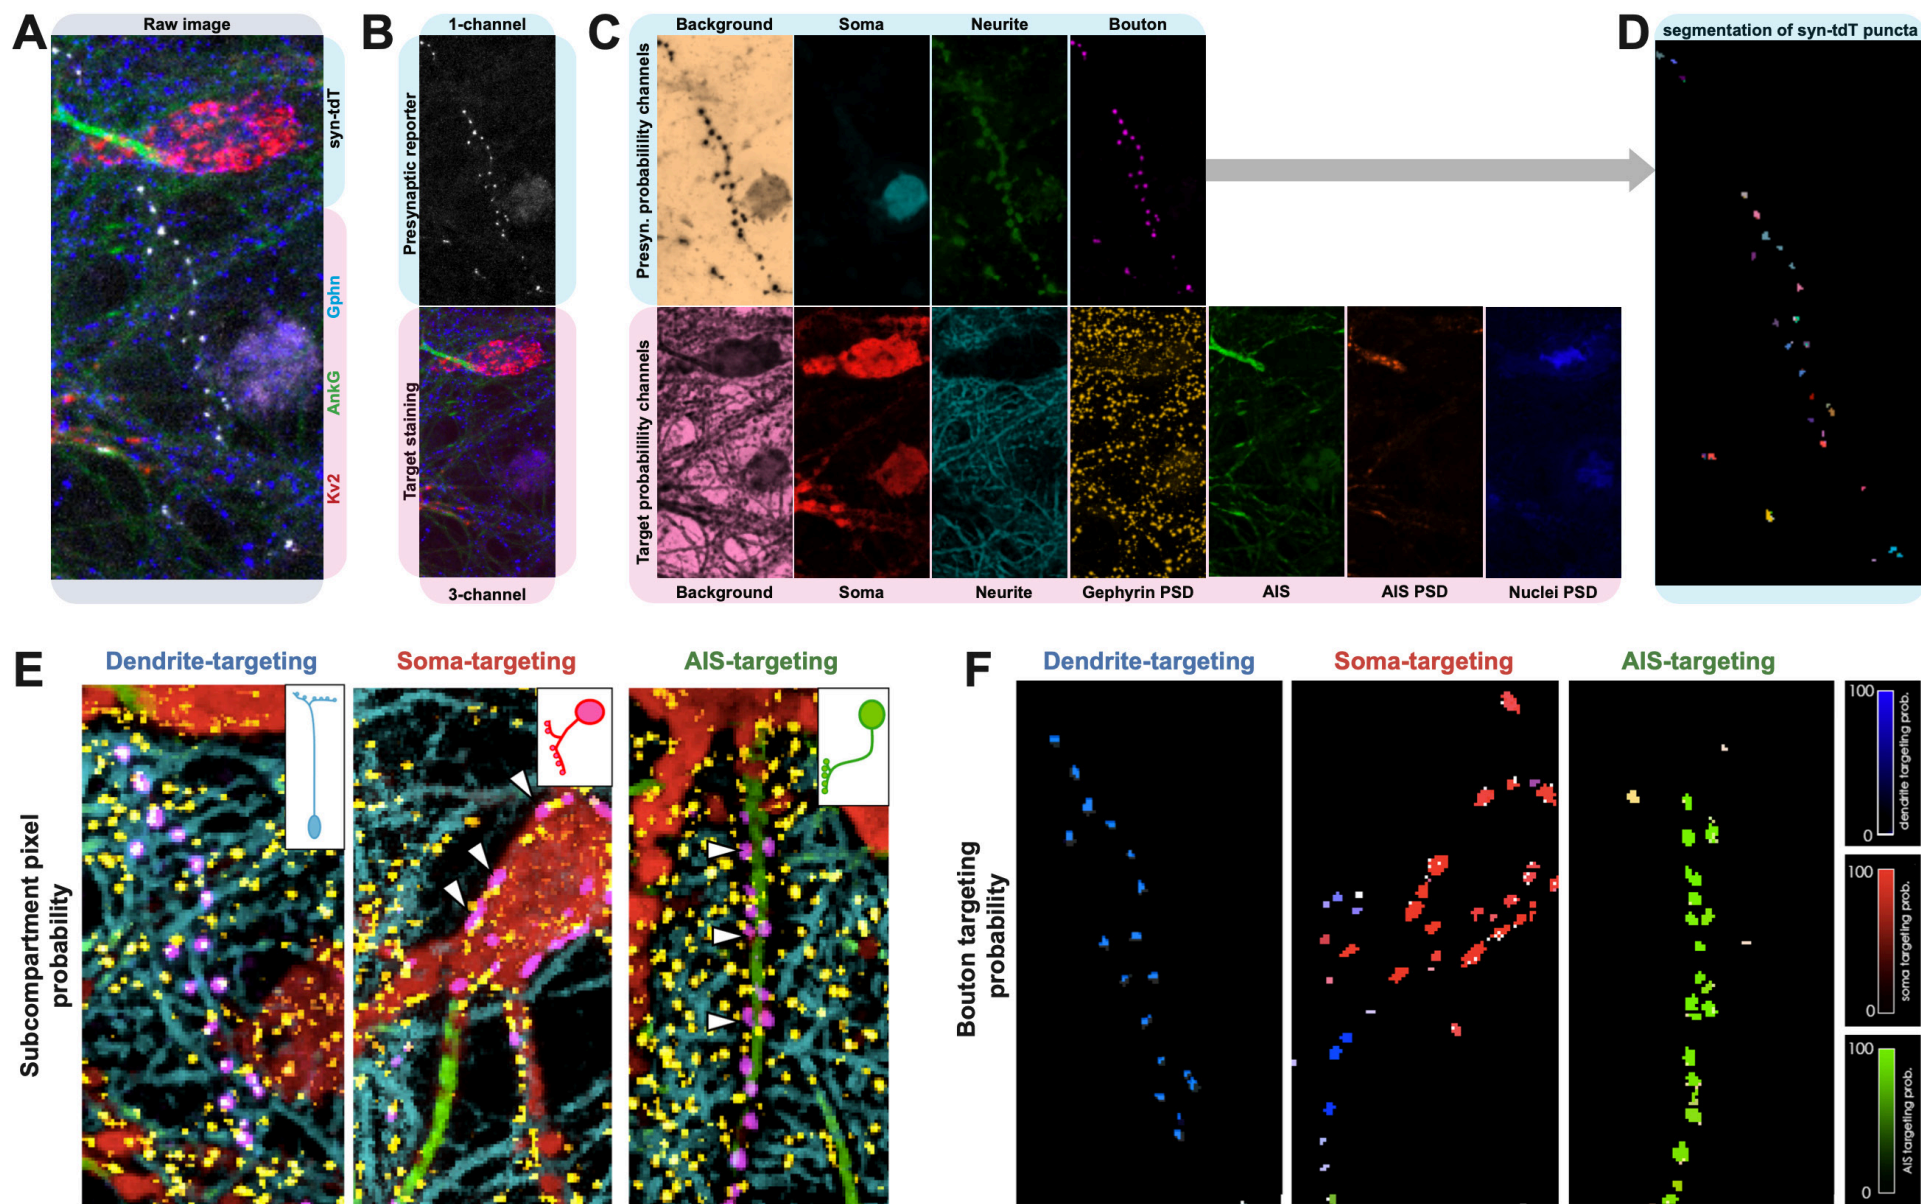 A
Raw image
syn-tdT
Gphn
AnkG
Kv2
B
1-channel
Presynaptic reporter
Target staining
3-channel
C
Background
Soma
Neurite
Bouton
Presyn. probabilility channels
Target probabillity channels
Background
Soma
Neurite
Gephyrin PSD
AIS
AIS PSD
Nuclei PSD
D
segmentation of syn-tdT puncta
E
Dendrite-targeting
Soma-targeting
AIS-targeting
Subcompartment pixel
probability
F
Dendrite-targeting
Soma-targeting
AIS-targeting
Bouton targeting
probability
100
0
dendrite targeting prob.
100
0
soma targeting prob.
100
0
AIS targeting prob.